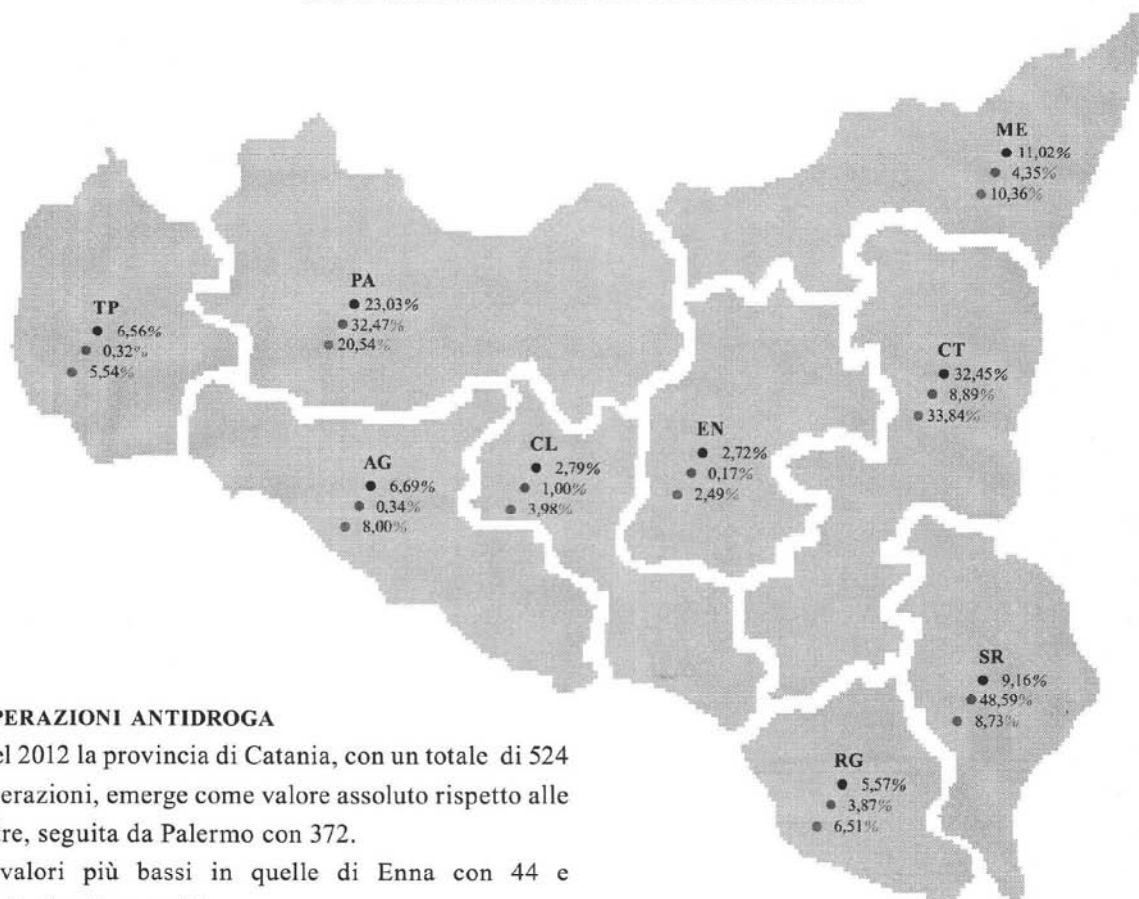 ME
11,02%
4,35%
10,36%
PA
23,03%
32,47%
20,54%
TP
6,56%
0,32%
5,54%
CT
32,45%
8,89%
33,84%
EN
2,72%
0,17%
2,49%
CL
2,79%
1,00%
3,98%
AG
6,69%
0,34%
8,00%
SR
9,16%
48,59%
8,73%
RG
5,57%
3,87%
6,51%
PERAZIONI ANTIDROGA
el 2012 la provincia di Catania, con un totale di 524
erazioni, emerge come valore assoluto rispetto alle
re, seguita da Palermo con 372.
valori più bassi in quelle di Enna con 44 e